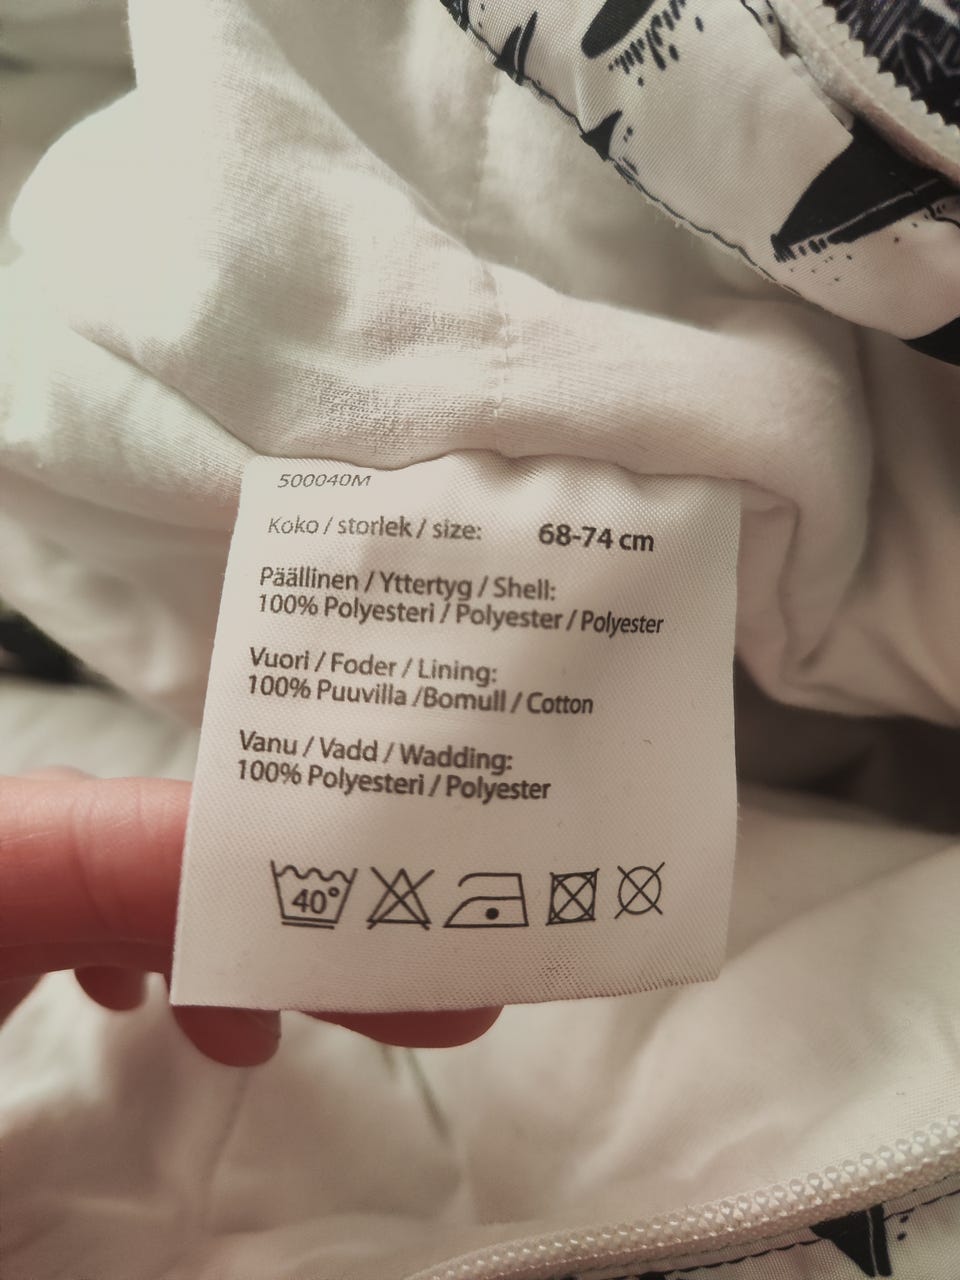 500040M
Koko / storlek / size: 68-74 cm
Päällinen / Yttertyg / Shell:
100% Polyesteri / Polyester / Polyester
Vuori / Foder / Lining:
100% Puuvilla /Bomull / Cotton
Vanu / Vadd / Wadding:
100% Polyesteri / Polyester
40°